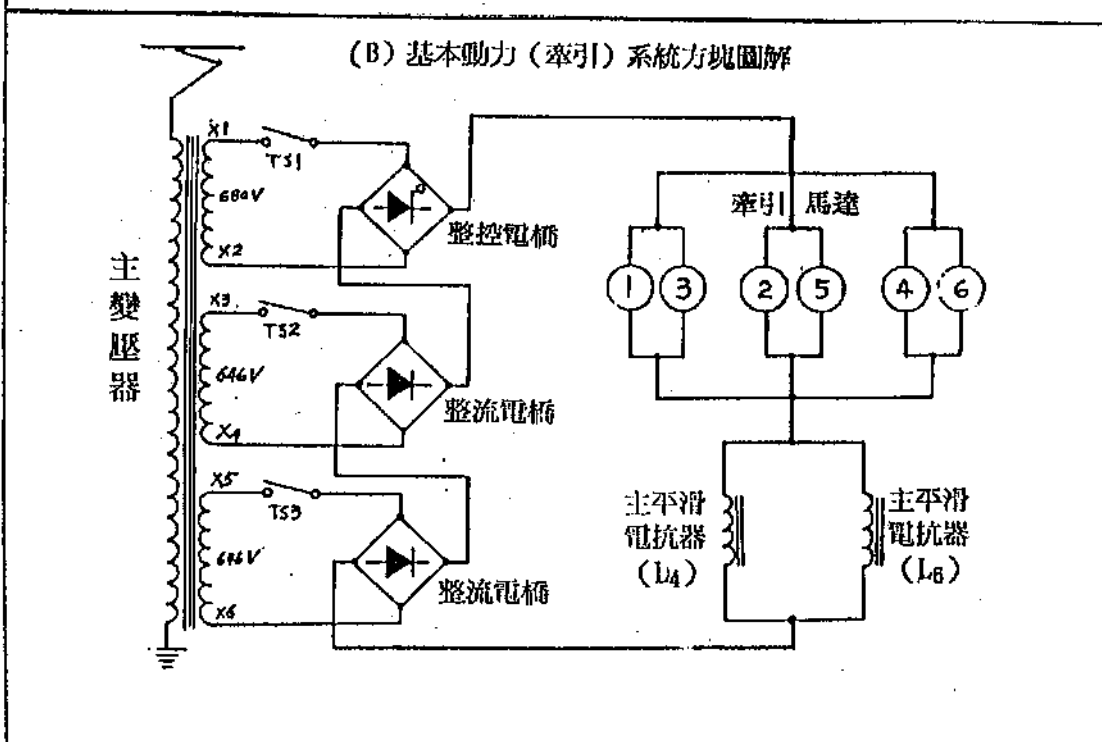 (B) 基本動力（牽引）系統方塊圖解
X1
TS1
680V
X2
整控電橋
主變壓器
X3
TS2
646V
X4
整流電橋
X5
TS3
646V
X6
整流電橋
牽引 馬達
1 3 2 5 4 6
主平滑
電抗器
(L4)
主平滑
電抗器
(L6)